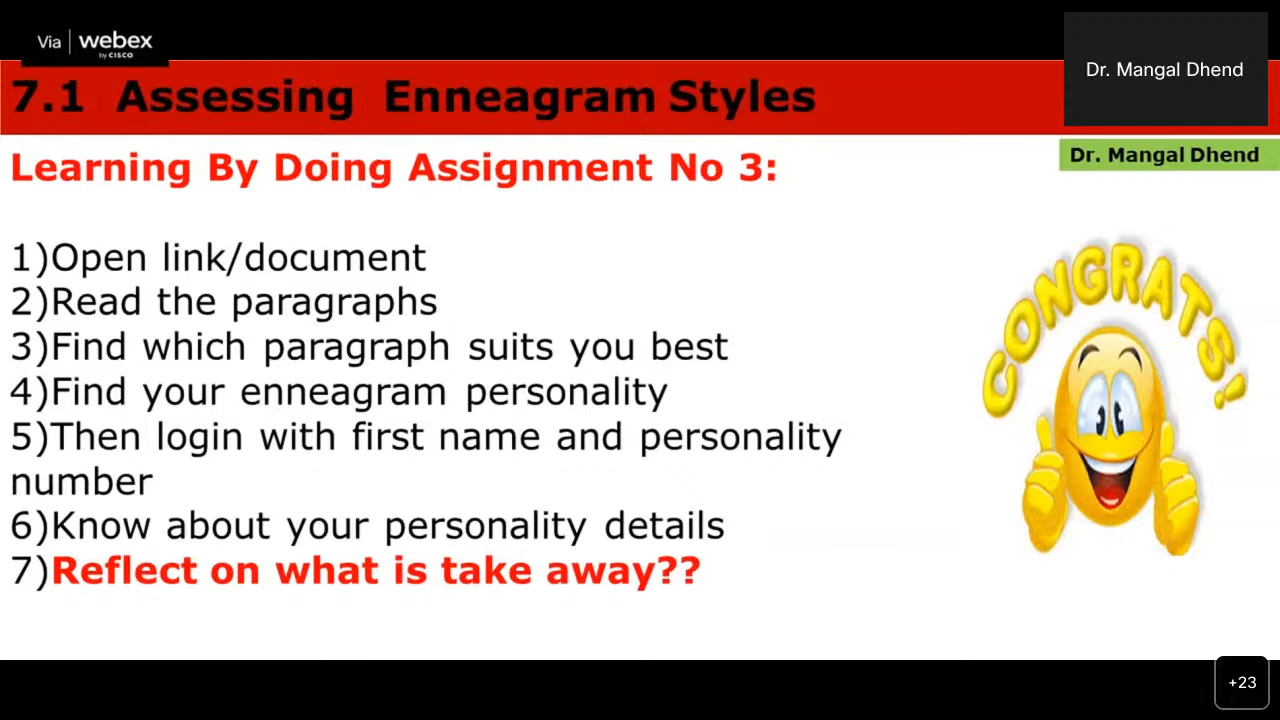 Via webex
by CISCO
Dr. Mangal Dhend
7.1 Assessing Enneagram Styles
Dr. Mangal Dhend
Learning By Doing Assignment No 3:
1)Open link/document
2)Read the paragraphs
3)Find which paragraph suits you best
4)Find your enneagram personality
5)Then login with first name and personality
number
6)Know about your personality details
7)Reflect on what is take away??
CONGRATS!
+23